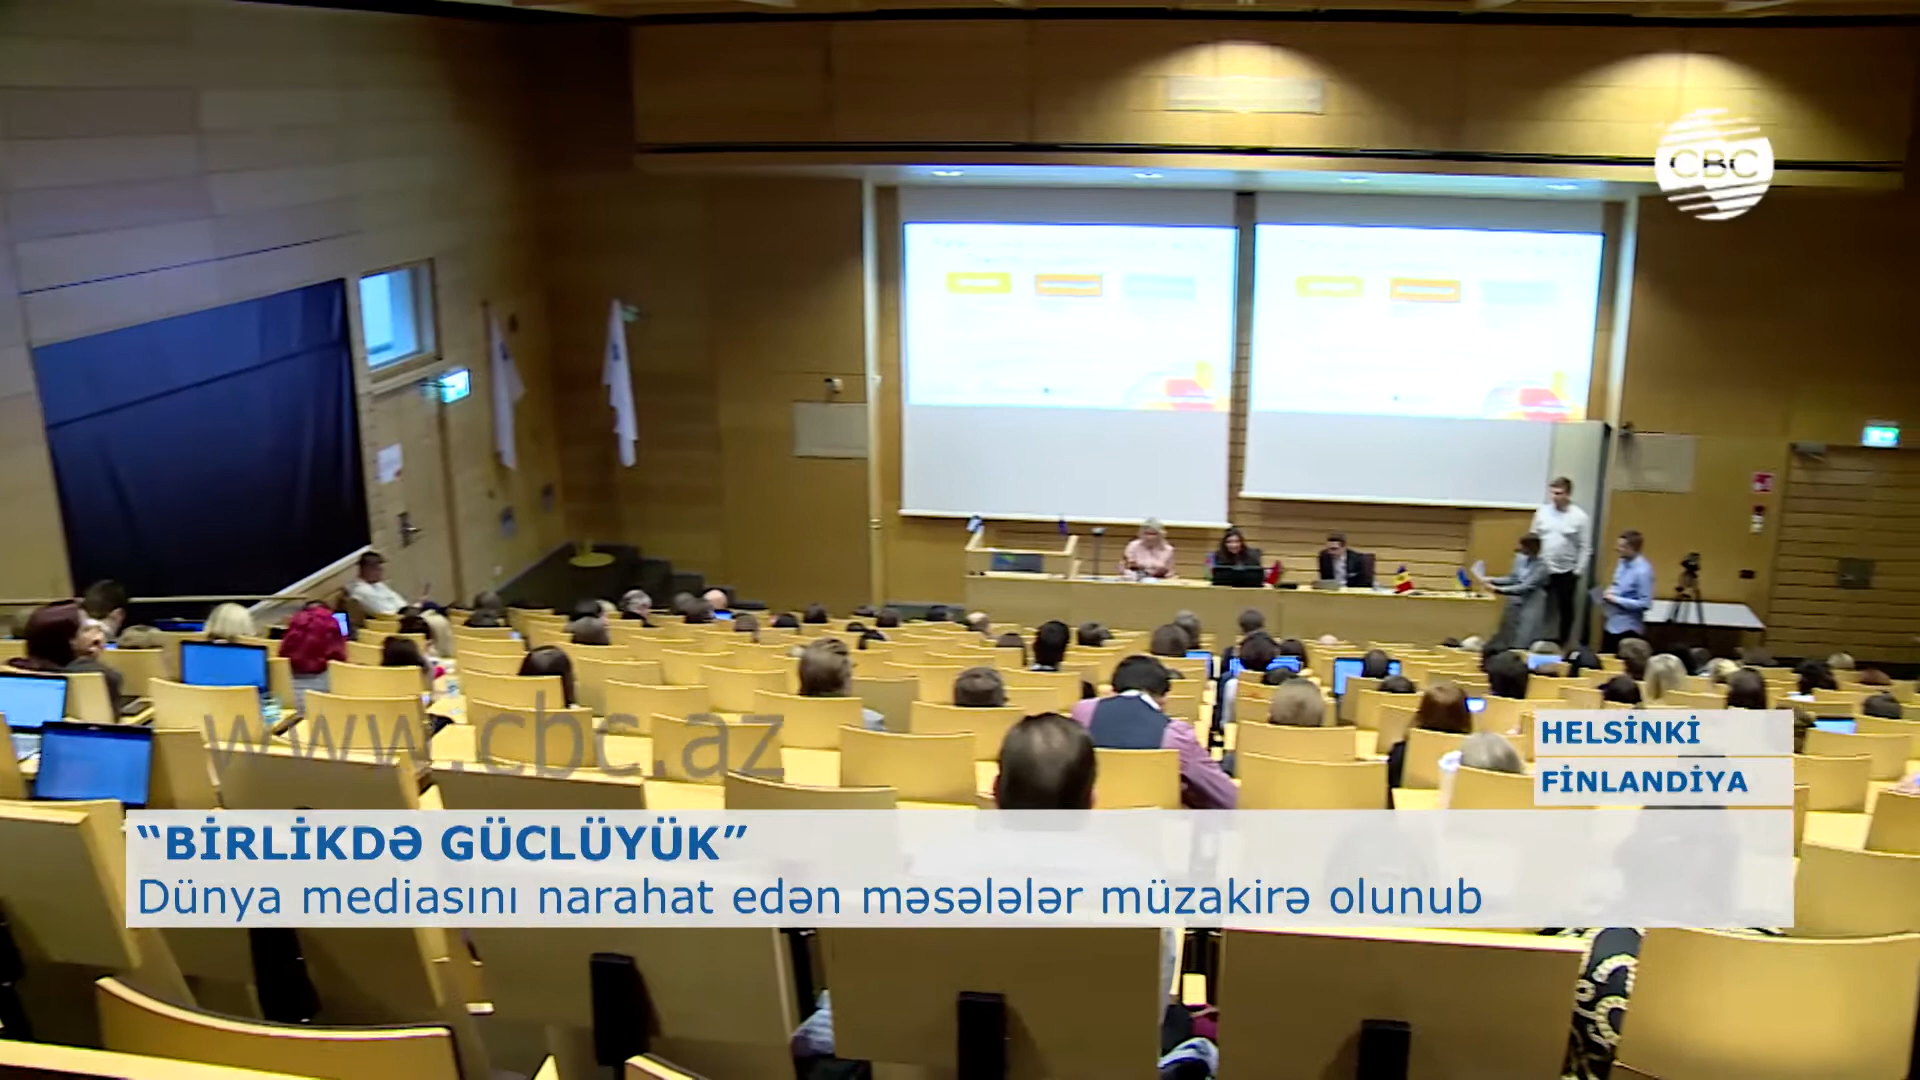 CBC
www.cbc.az
HELSİNKİ
FİNLANDİYA
“BİRLİKDƏ GÜCLÜYÜK”
Dünya mediasını narahat edən məsələlər müzakirə olunub